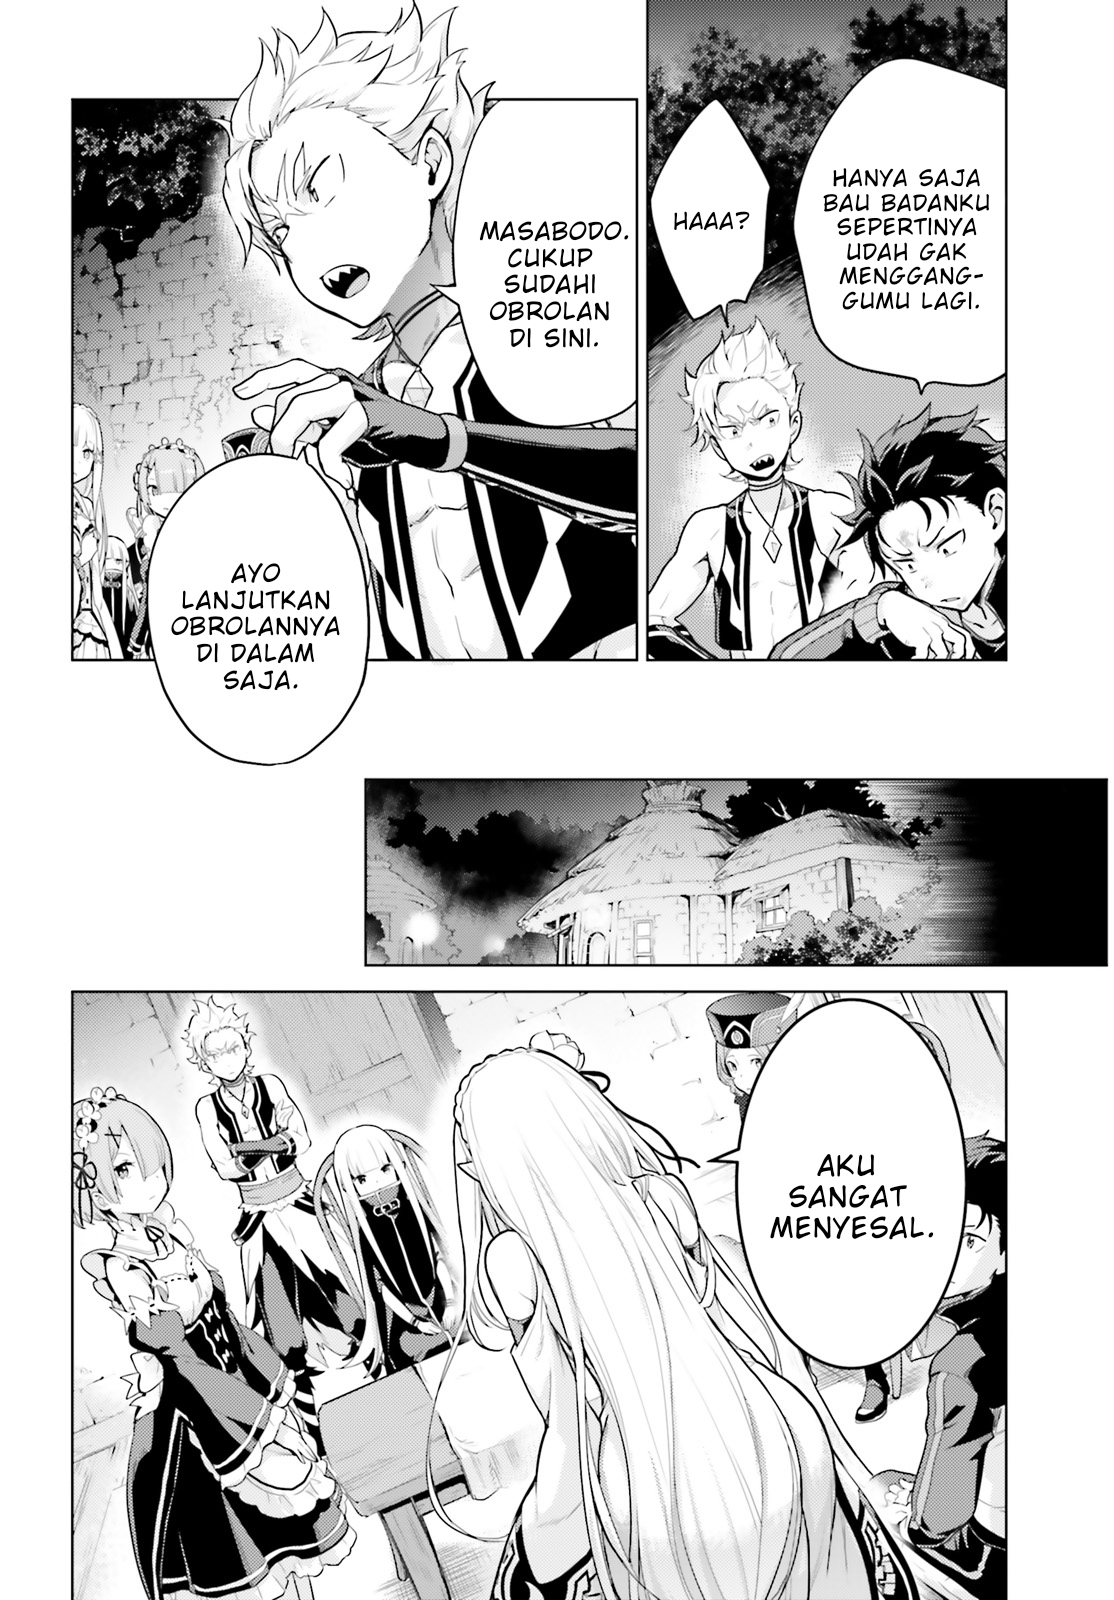 HANYA SAJA
BAU BADANKU
SEPERTINYA
UDAH GAK
MENGGANG-
GUMU LAGI.
HAAA?
MASABODO.
CUKUP
SUDAHI
OBROLAN
DI SINI.
AYO
LANJUTKAN
OBROLANNYA
DI DALAM
SAJA.
AKU
SANGAT
MENYESAL.